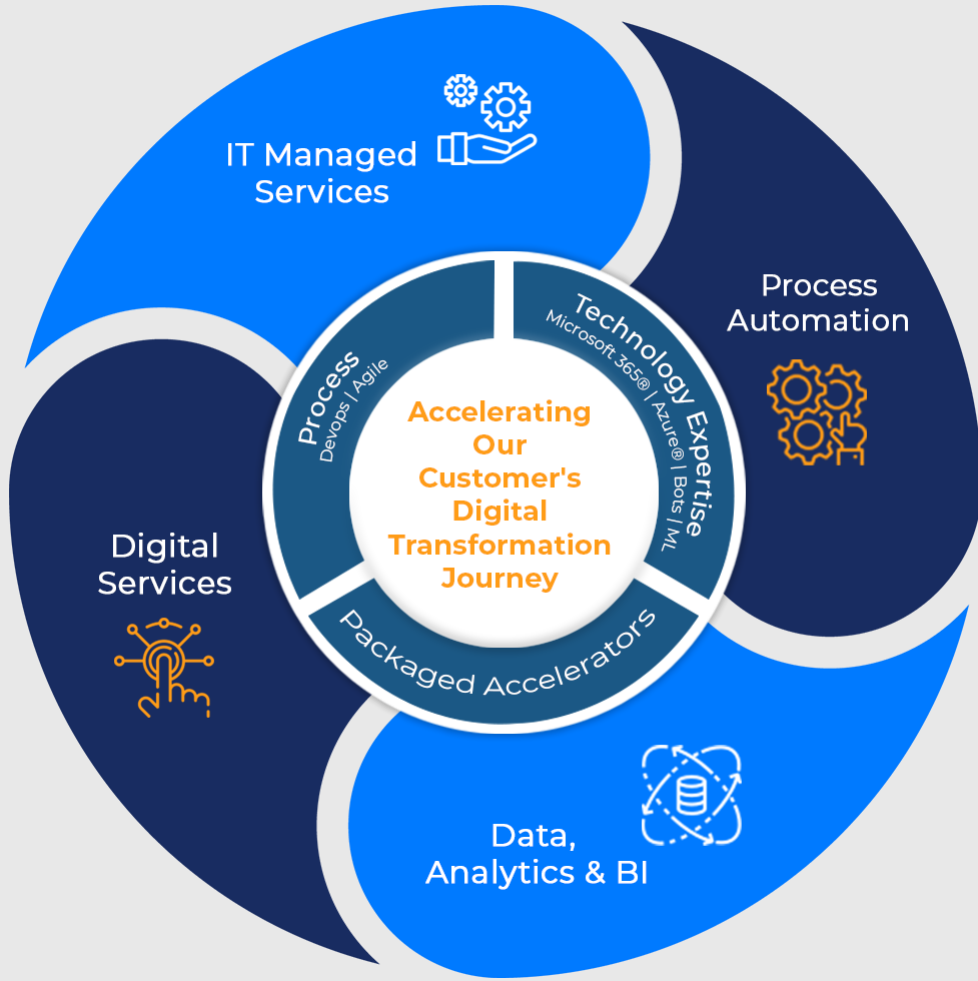 IT Managed
Services
Process
Automation
Technology Expertise
Microsoft 365® | Azure® | Bots | ML
Process
Devops | Agile
Accelerating
Our
Customer's
Digital
Transformation
Journey
Packaged Accelerators
Digital
Services
Data,
Analytics & BI